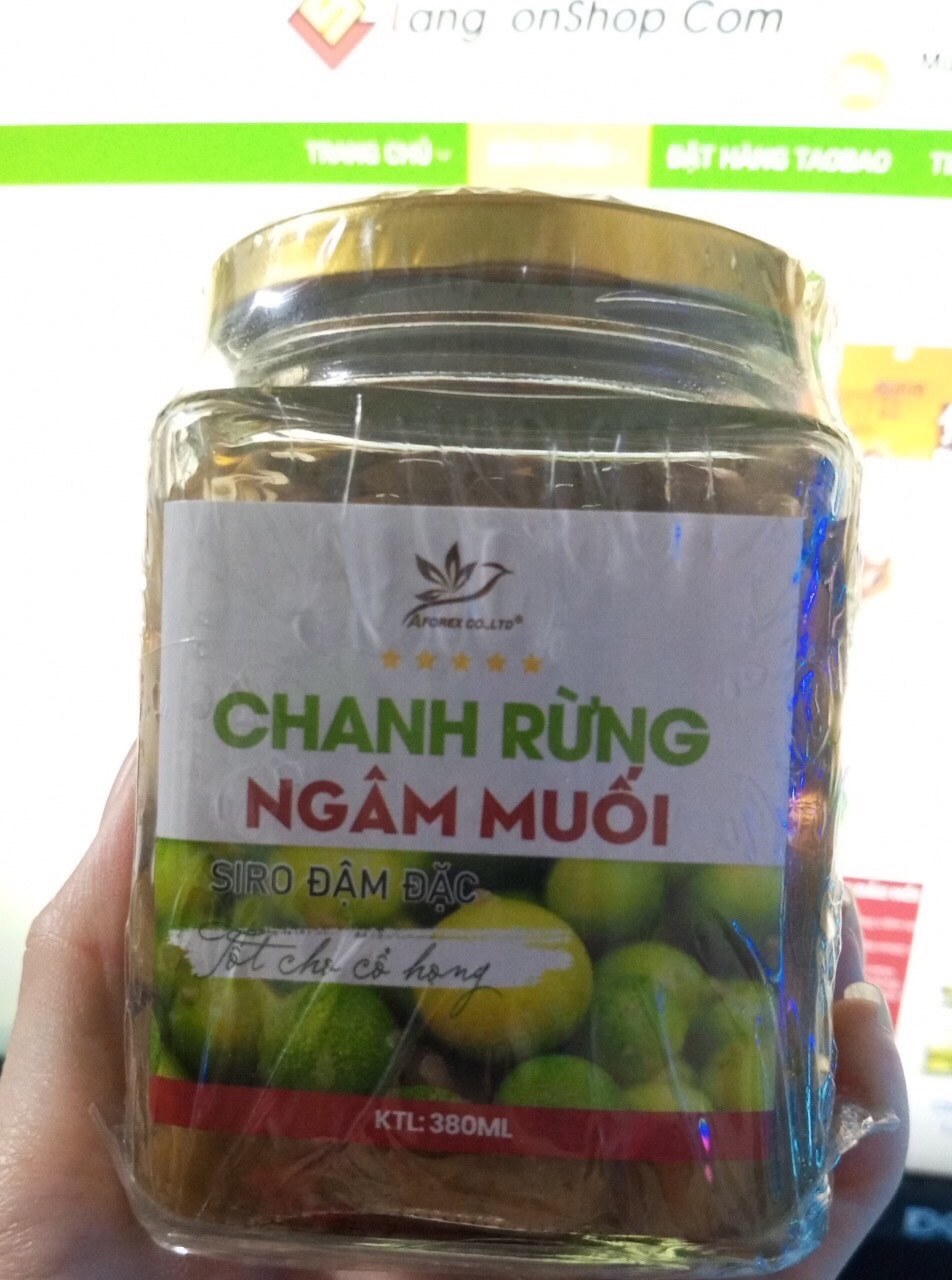 Lang onShop Com
TRANG CHỦ
ĐẶT HÀNG TAOBAO
AFOREX CO.,LTD®
CHANH RỪNG
NGÂM MUỐI
SIRO ĐẬM ĐẶC
Tốt cho cổ họng
KTL: 380ML